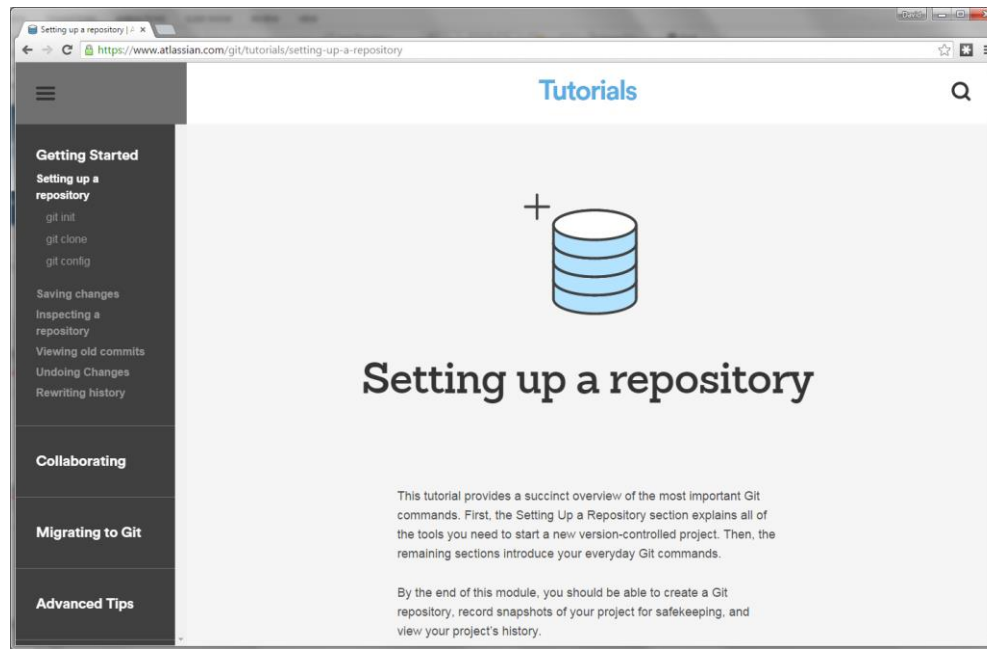 Setting up a repository |
https://www.atlassian.com/git/tutorials/setting-up-a-repository
Tutorials
Getting Started
Setting up a
repository
git init
git clone
git config
Saving changes
Inspecting a
repository
Viewing old commits
Undoing Changes
Rewriting history
Collaborating
Migrating to Git
Advanced Tips
Setting up a repository
This tutorial provides a succinct overview of the most important Git
commands. First, the Setting Up a Repository section explains all of
the tools you need to start a new version-controlled project. Then, the
remaining sections introduce your everyday Git commands.
By the end of this module, you should be able to create a Git
repository, record snapshots of your project for safekeeping, and
view your project's history.